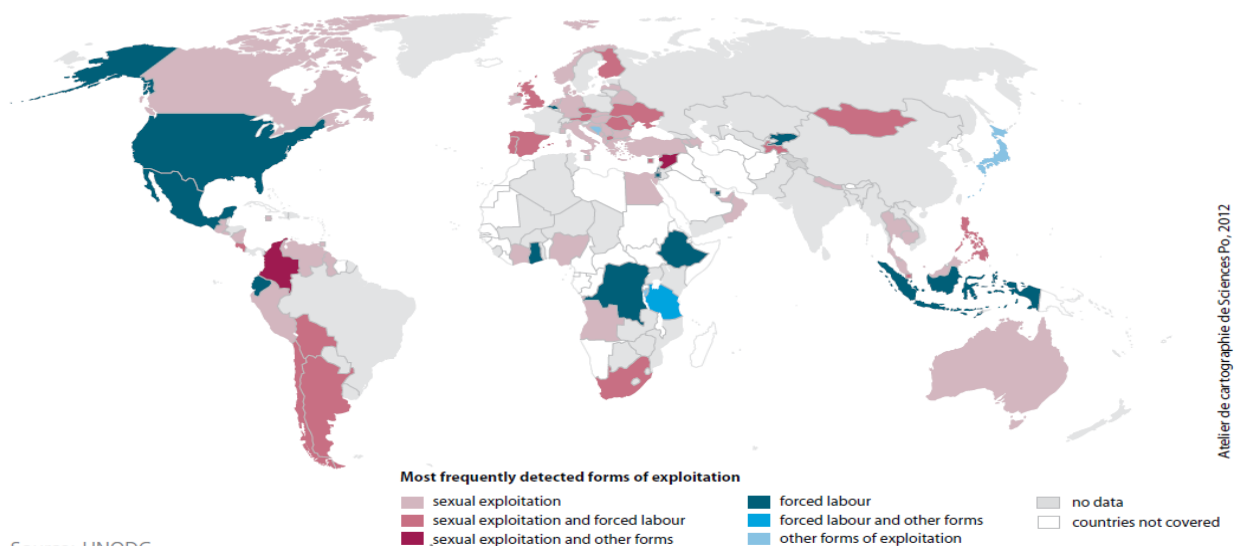 Atelier de cartographie de Sciences Po, 2012
Most frequently detected forms of exploitation
sexual exploitation
sexual exploitation and forced labour
sexual exploitation and other forms
forced labour
forced labour and other forms
other forms of exploitation
no data
countries not covered